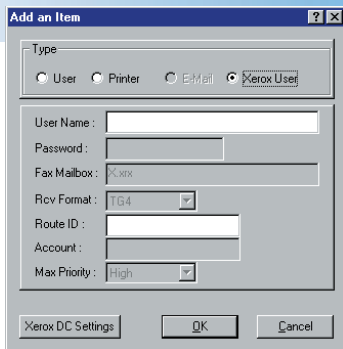 Add an Item
Type
User Printer E-Mail Xerox User
User Name :
Password :
Fax Mailbox : X.xrx
Rcv Format : TG4
Route ID :
Account :
Max Priority : High
Xerox DC Settings OK Cancel